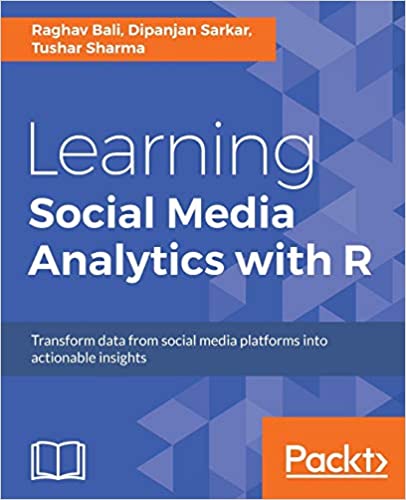 Raghav Bali, Dipanjan Sarkar,
Tushar Sharma
Learning
Social Media
Analytics with R
Transform data from social media platforms into
actionable insights
Packt>